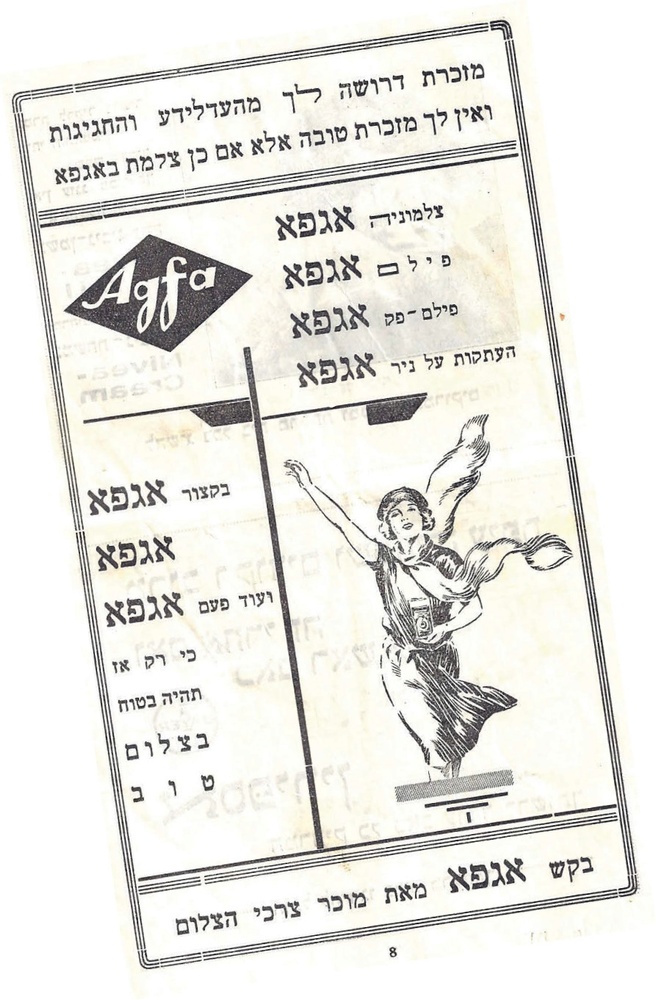 מזכרת דרושה לך מהעדלידע והחגיגות
ואין לך מזכרת טובה אלא אם כן צלמת באגפא
צלמוניה אגפא
פילם אגפא
פילם-פק אגפא
העתקות על ניר אגפא
Agfa
בקצור אגפא
אגפא
ועוד פעם אגפא
כי רק אז
תהיה בטוח
בצלום
טוב
בקש אגפא מאת מוכר צרכי הצלום
8